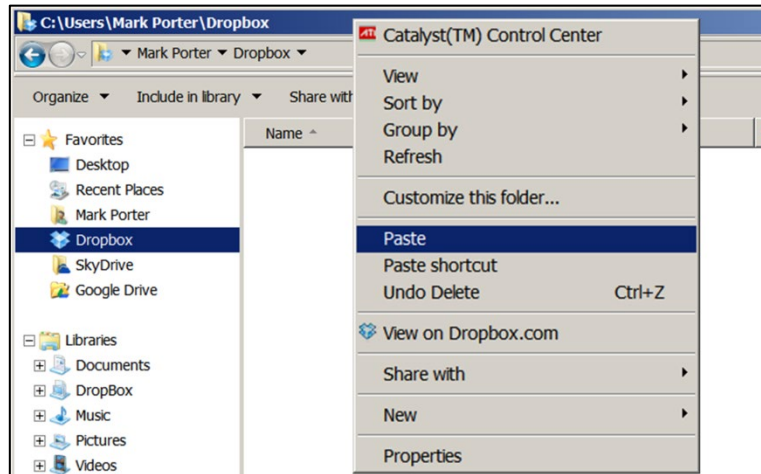 C:\Users\Mark Porter\Dropbox
Mark Porter Dropbox
Organize Include in library Share with
Name
Favorites
Desktop
Recent Places
Mark Porter
Dropbox
SkyDrive
Google Drive
Libraries
Documents
DropBox
Music
Pictures
Videos
ATI Catalyst(TM) Control Center
View
Sort by
Group by
Refresh
Customize this folder...
Paste
Paste shortcut
Undo Delete Ctrl+Z
View on Dropbox.com
Share with
New
Properties